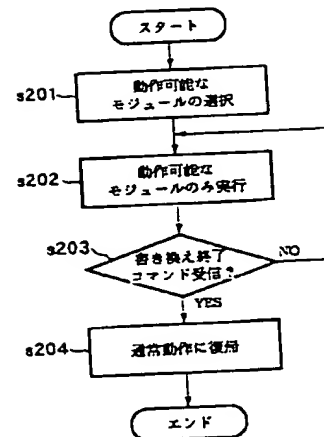 スタート
s201
動作可能な
モジュールの選択
s202
動作可能な
モジュールのみ実行
s203
書き換え終了
コマンド受信?
NO
YES
s204
通常動作に復帰
エンド